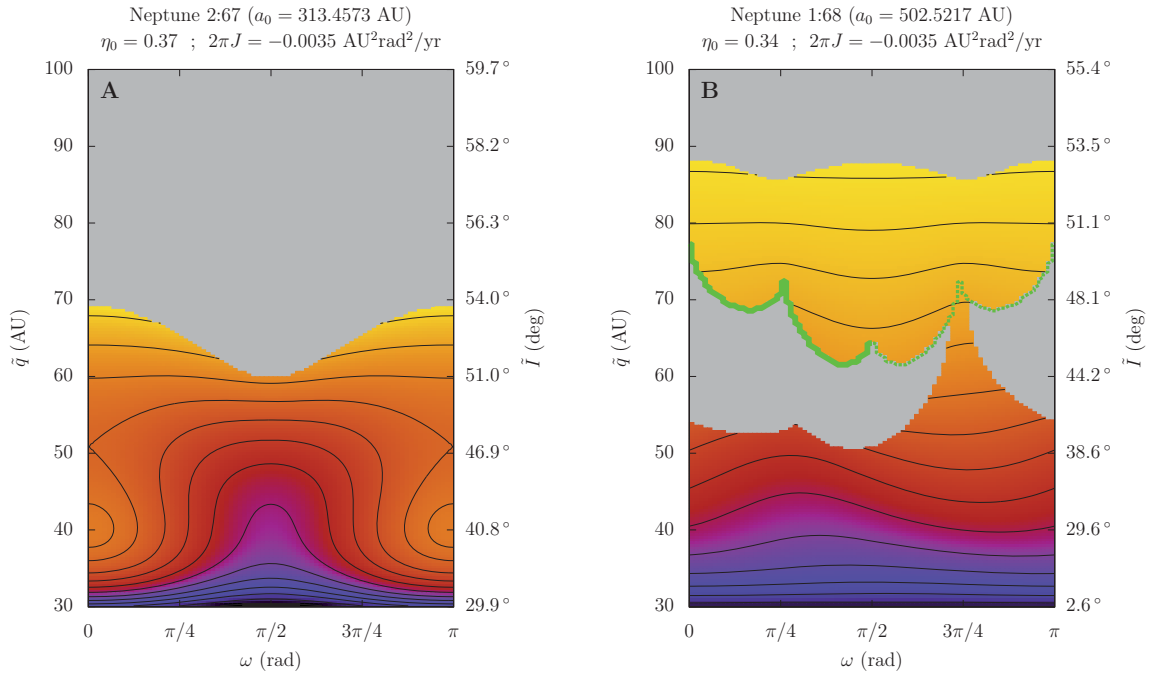 Neptune 2:67 (a₀ = 313.4573 AU)
η₀ = 0.37 ; 2πJ = −0.0035 AU²rad²/yr
A
100
90
80
70
60
50
40
30
q̃ (AU)
59.7°
58.2°
56.3°
54.0°
51.0°
46.9°
40.8°
29.9°
Ĩ (deg)
0
π/4
π/2
3π/4
π
ω (rad)
Neptune 1:68 (a₀ = 502.5217 AU)
η₀ = 0.34 ; 2πJ = −0.0035 AU²rad²/yr
B
100
90
80
70
60
50
40
30
q̃ (AU)
55.4°
53.5°
51.1°
48.1°
44.2°
38.6°
29.6°
2.6°
Ĩ (deg)
0
π/4
π/2
3π/4
π
ω (rad)